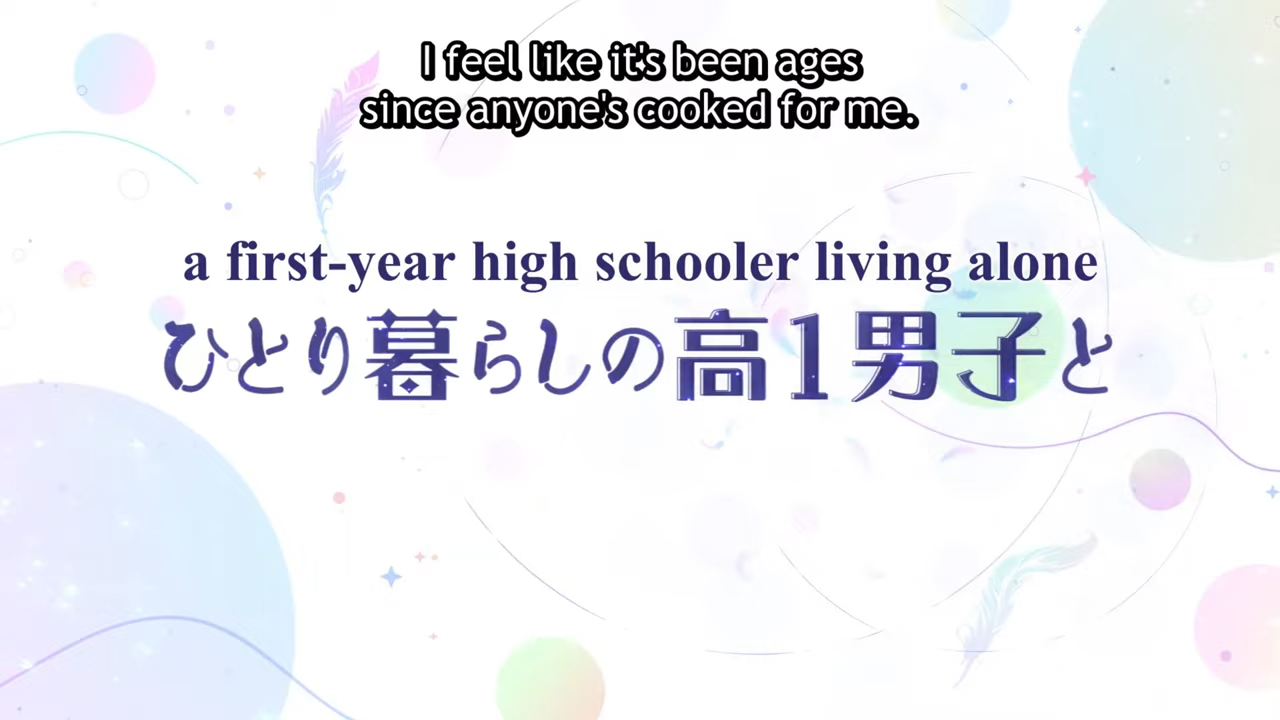 I feel like it's been ages
since anyone's cooked for me.
a first-year high schooler living alone
ひとり暮らしの高1男子と